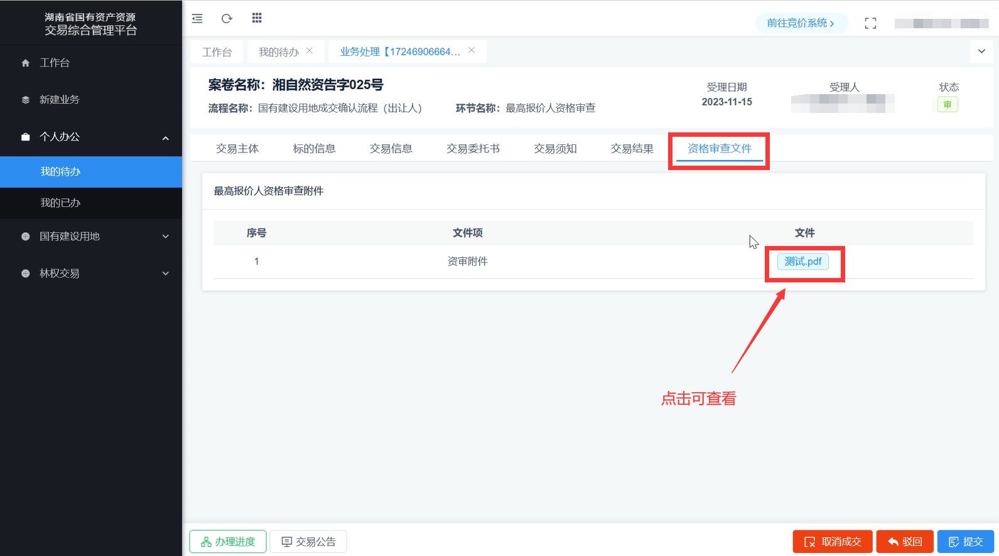 湖南省国有资产资源
交易综合管理平台
工作台
新建业务
个人办公
我的待办
我的已办
国有建设用地
林权交易
前往竞价系统
工作台
我的待办
业务处理【17246906664...
案卷名称：湘自然资告字025号
流程名称：国有建设用地成交确认流程（出让人）
环节名称：最高报价人资格审查
受理日期
2023-11-15
受理人
状态
审
交易主体
标的信息
交易信息
交易委托书
交易须知
交易结果
资格审查文件
最高报价人资格审查附件
序号 文件项 文件
1 资审附件 测试.pdf
点击可查看
办理进度
交易公告
取消成交
驳回
提交